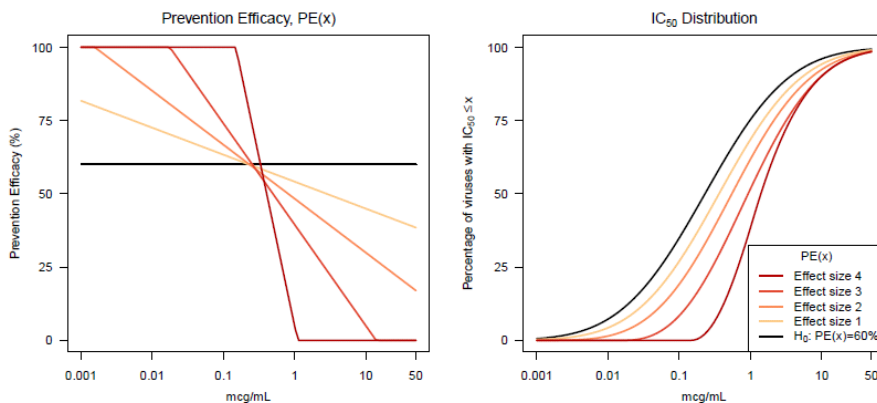 Prevention Efficacy, PE(x)
Prevention Efficacy (%)
100
75
50
25
0
0.001
0.01
0.1
1
10
50
mcg/mL
IC50 Distribution
Percentage of viruses with IC50 ≤ x
100
75
50
25
0
0.001
0.01
0.1
1
10
50
mcg/mL
PE(x)
Effect size 4
Effect size 3
Effect size 2
Effect size 1
H0: PE(x)=60%